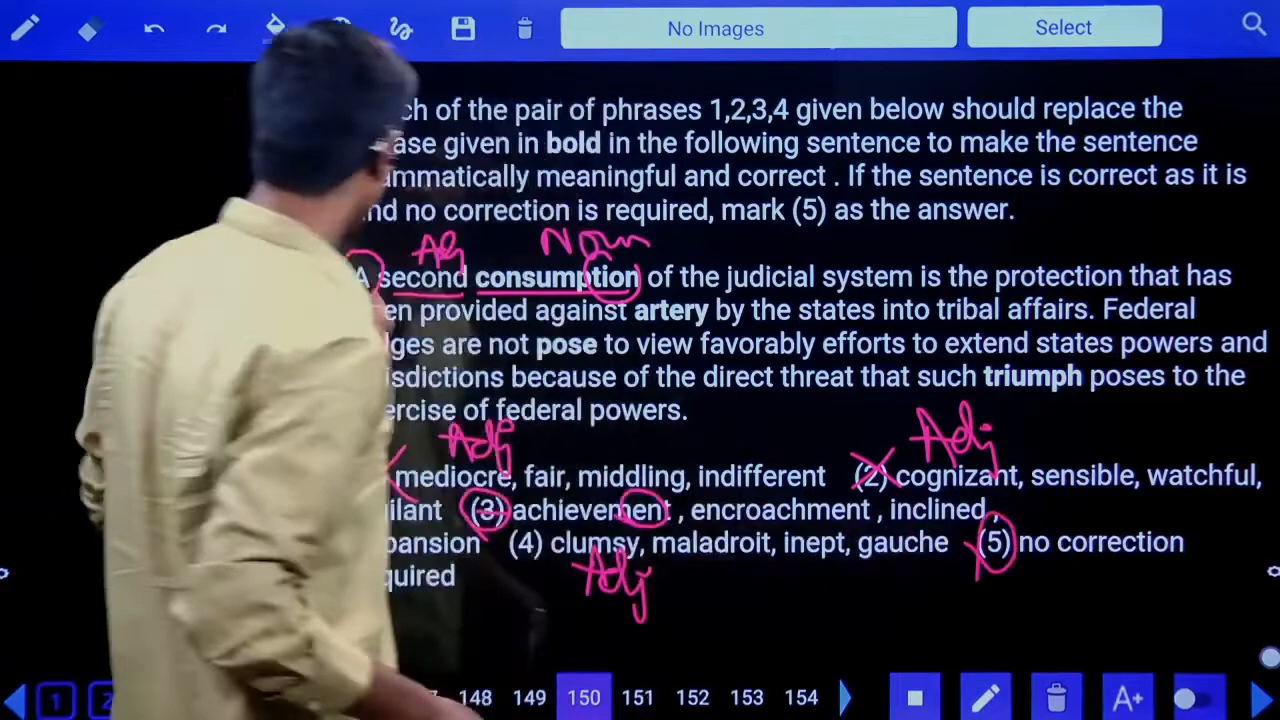 No Images Select
ch of the pair of phrases 1,2,3,4 given below should replace the
ase given in bold in the following sentence to make the sentence
ammatically meaningful and correct . If the sentence is correct as it is
nd no correction is required, mark (5) as the answer.
Adj Noun
A second consumption of the judicial system is the protection that has
en provided against artery by the states into tribal affairs. Federal
ges are not pose to view favorably efforts to extend states powers and
isdictions because of the direct threat that such triumph poses to the
ercise of federal powers.
Adj Adj
mediocre, fair, middling, indifferent (2) cognizant, sensible, watchful,
ilant (3) achievement , encroachment , inclined ,
pansion (4) clumsy, maladroit, inept, gauche (5) no correction
quired
Adj
1 2 7 148 149 150 151 152 153 154 A+